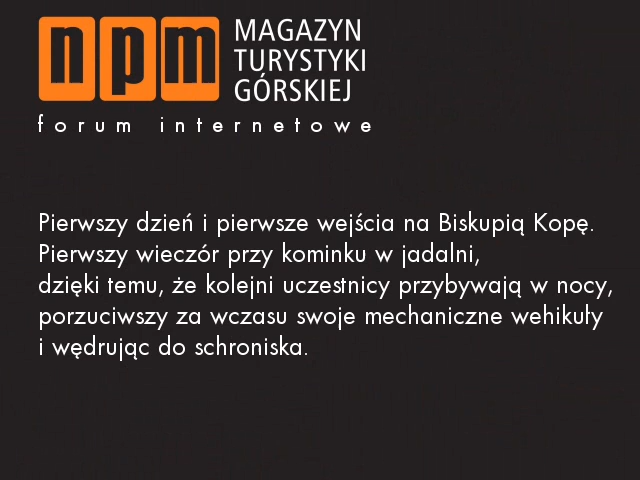 npm
MAGAZYN
TURYSTYKI
GÓRSKIEJ
forum internetowe
Pierwszy dzień i pierwsze wejścia na Biskupią Kopę.
Pierwszy wieczór przy kominku w jadalni,
dzięki temu, że kolejni uczestnicy przybywają w nocy,
porzuciwszy za wczasu swoje mechaniczne wehikuły
i wędrując do schroniska.